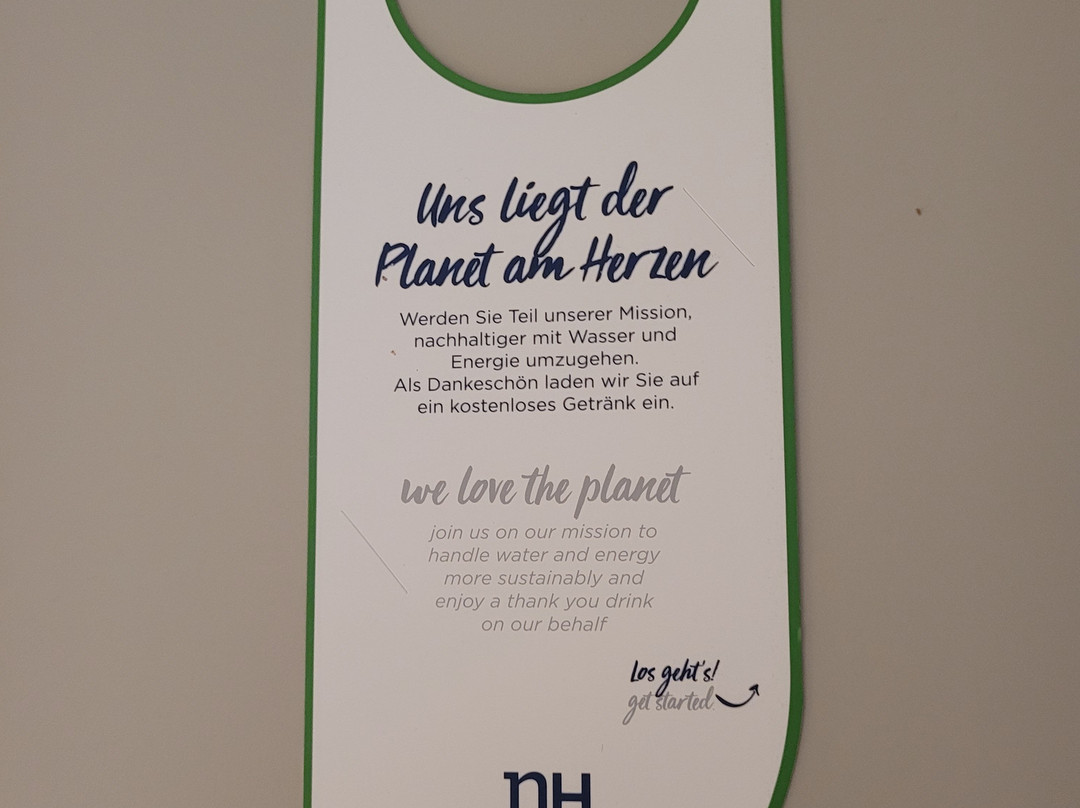 Uns liegt der
Planet am Herzen
Werden Sie Teil unserer Mission,
nachhaltiger mit Wasser und
Energie umzugehen.
Als Dankeschön laden wir Sie auf
ein kostenloses Getränk ein.
we love the planet
join us on our mission to
handle water and energy
more sustainably and
enjoy a thank you drink
on our behalf
Los geht's!
get started
nH